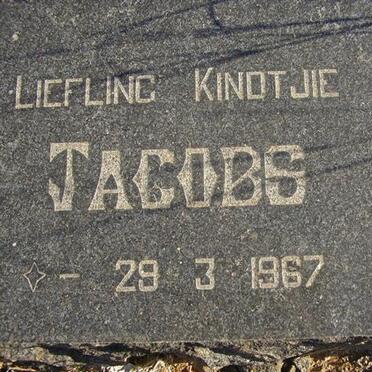 LIEFLING KINDTJIE
JACOBS
✧ - 29 3 1967